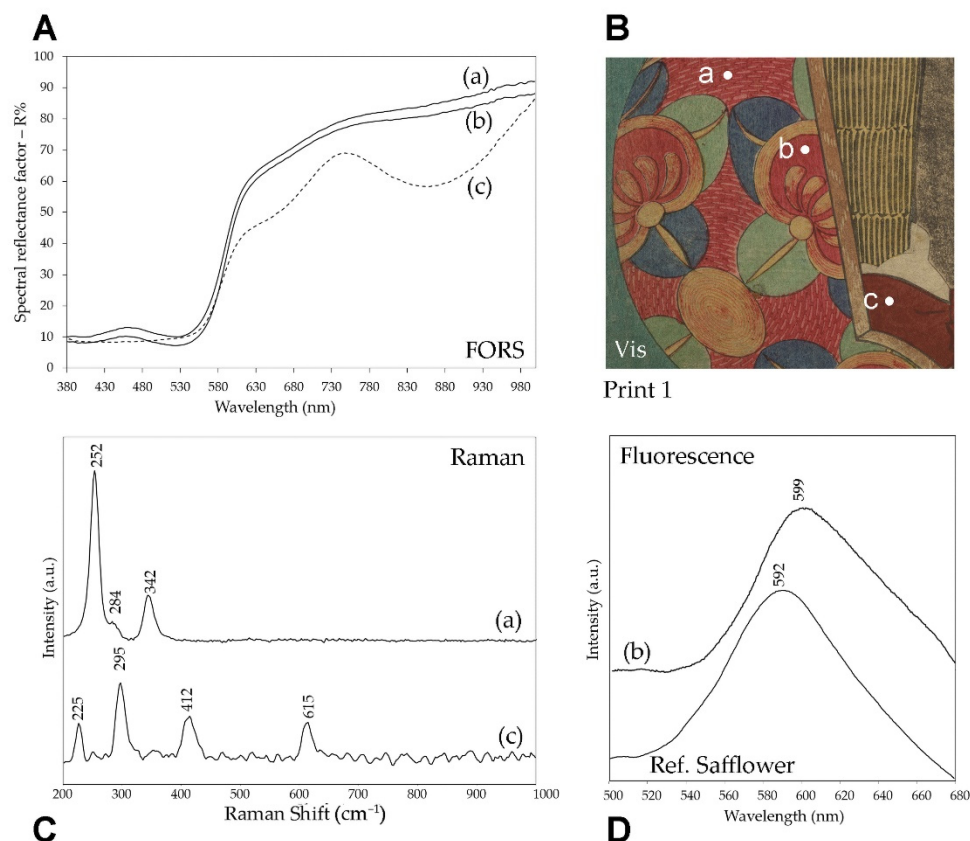 A
100
90
80
70
60
50
40
30
20
10
0
Spectral reflectance factor – R%
(a)
(b)
(c)
FORS
380 430 480 530 580 630 680 730 780 830 880 930 980
Wavelength (nm)
B
a
b
c
Vis
Print 1
Raman
252
284
342
(a)
225
295
412
615
(c)
Intensity (a.u.)
200 300 400 500 600 700 800 900 1000
Raman Shift (cm⁻¹)
C
Fluorescence
599
592
(b)
Ref. Safflower
Intensity (a.u.)
500 520 540 560 580 600 620 640 660 680
Wavelength (nm)
D